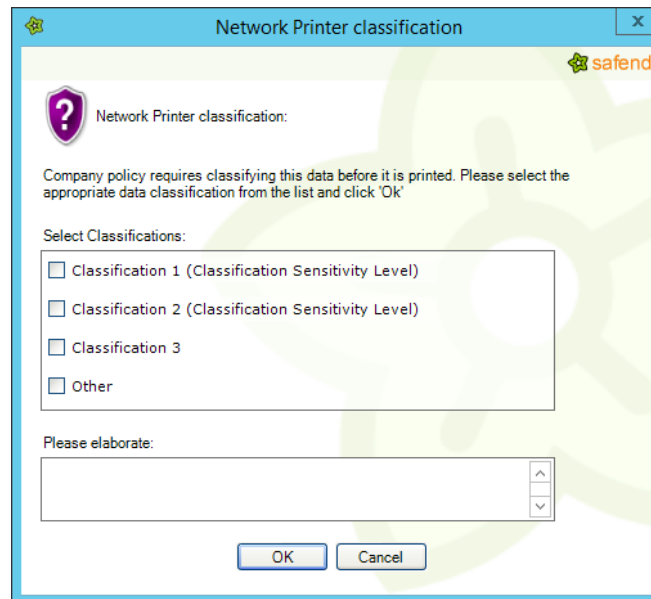 Network Printer classification
x
safend
?
Network Printer classification:
Company policy requires classifying this data before it is printed. Please select the
appropriate data classification from the list and click 'Ok'
Select Classifications:
Classification 1 (Classification Sensitivity Level)
Classification 2 (Classification Sensitivity Level)
Classification 3
Other
Please elaborate:
OK
Cancel